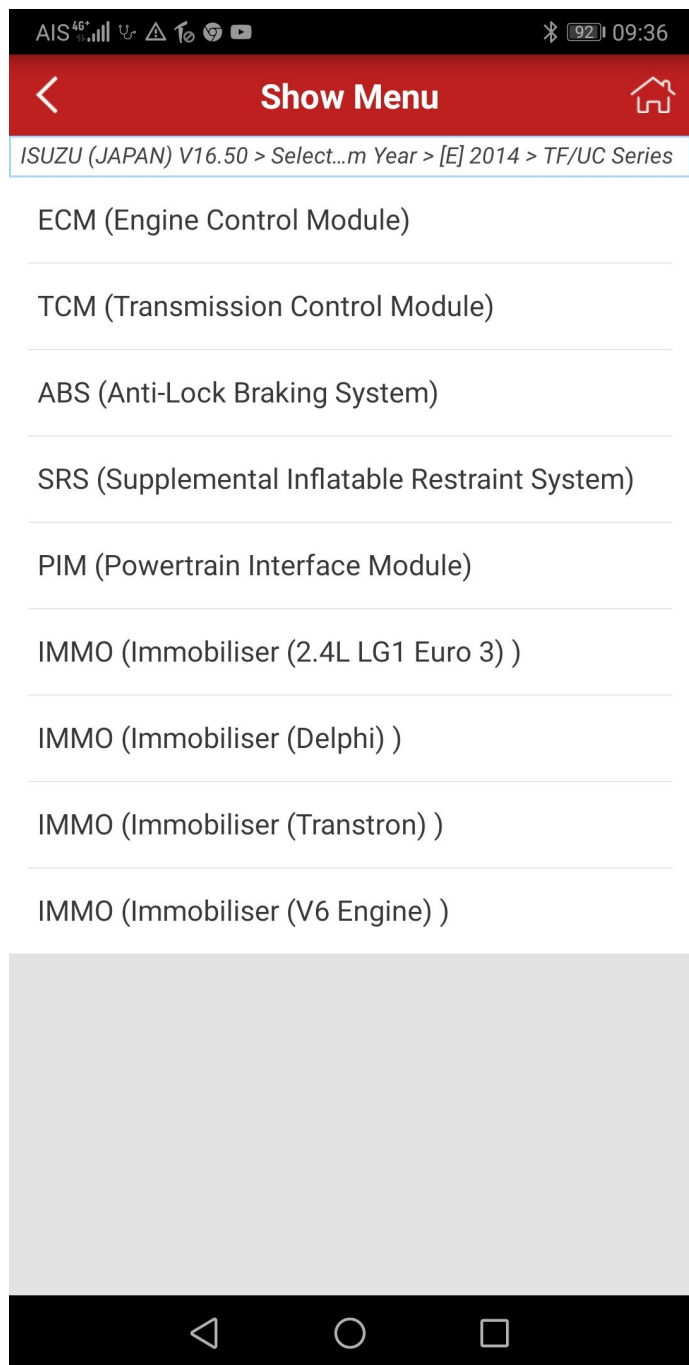 AIS 4G+ 92 09:36
Show Menu
ISUZU (JAPAN) V16.50 > Select...m Year > [E] 2014 > TF/UC Series
ECM (Engine Control Module)
TCM (Transmission Control Module)
ABS (Anti-Lock Braking System)
SRS (Supplemental Inflatable Restraint System)
PIM (Powertrain Interface Module)
IMMO (Immobiliser (2.4L LG1 Euro 3) )
IMMO (Immobiliser (Delphi) )
IMMO (Immobiliser (Transtron) )
IMMO (Immobiliser (V6 Engine) )